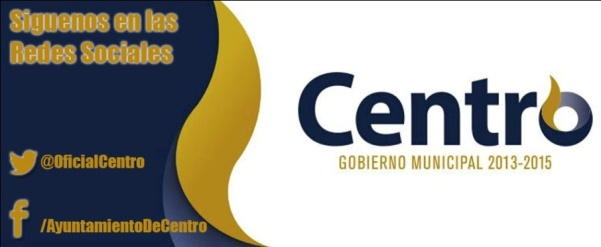 Siguenos en las
Redes Sociales
@OficialCentro
/AyuntamientoDeCentro
Centro
GOBIERNO MUNICIPAL 2013-2015